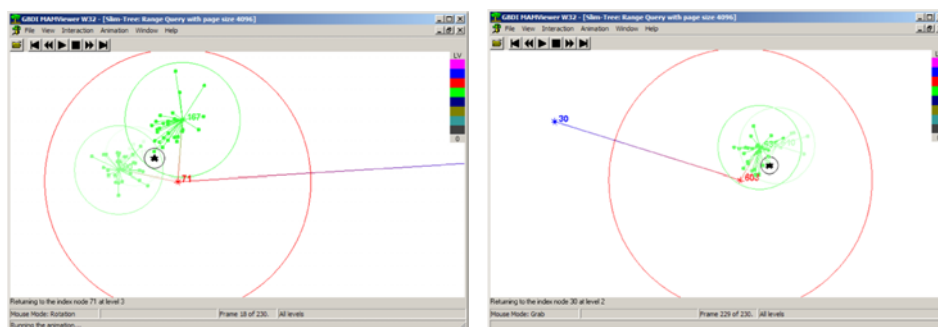 GBDI MAMViewer W32 - [Slim-Tree: Range Query with page size 4096]
File View Interaction Animation Window Help
LV
167
71
0
Returning to the index node 71 at level 3
Mouse Mode: Rotation Frame 18 of 230. All levels
Running the animation...
GBDI MAMViewer W32 - [Slim-Tree: Range Query with page size 4096]
File View Interaction Animation Window Help
LV
30
603
Returning to the index node 30 at level 2
Mouse Mode: Grab Frame 229 of 230. All levels